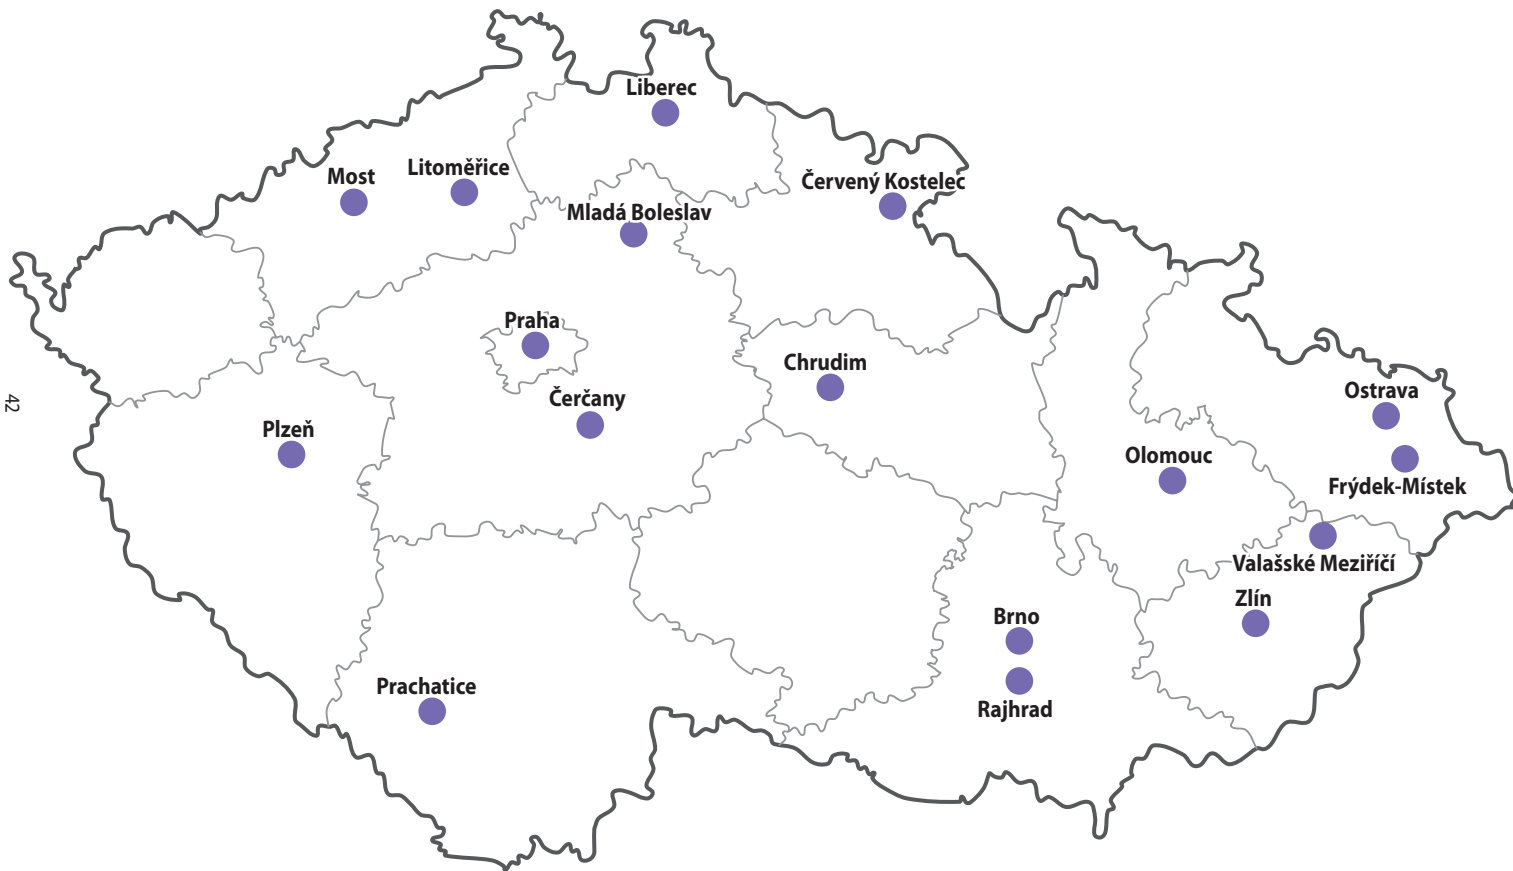 Liberec
Most
Litoměřice
Červený Kostelec
Mladá Boleslav
Praha
Chrudim
Čerčany
Ostrava
Plzeň
Olomouc
Frýdek-Místek
Valašské Meziříčí
Zlín
Brno
Prachatice
Rajhrad
42